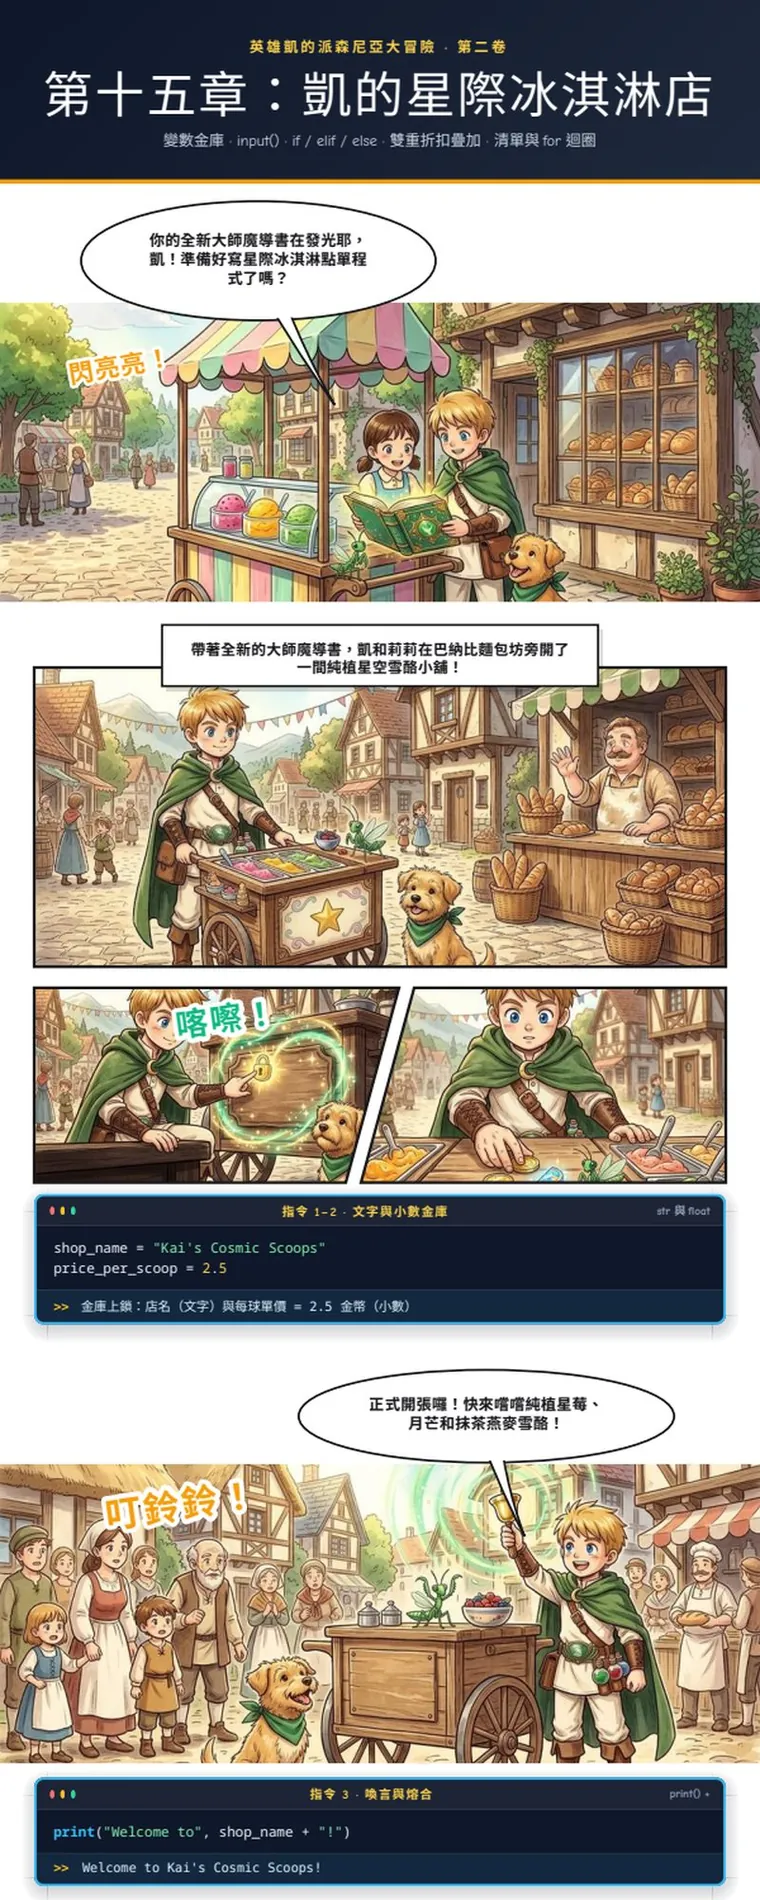 英雄凱的派森尼亞大冒險 · 第二卷
第十五章：凱的星際冰淇淋店
變數金庫 · input() · if / elif / else · 雙重折扣疊加 · 清單與 for 迴圈
你的全新大師魔導書在發光耶，
凱！準備好寫星際冰淇淋點單程
式了嗎？
閃亮亮！
帶著全新的大師魔導書，凱和莉莉在巴納比麵包坊旁開了
一間純植星空雪酪小舖！
喀嚓！
指令 1-2 · 文字與小數金庫
str 與 float
shop_name = "Kai's Cosmic Scoops"
price_per_scoop = 2.5
>> 金庫上鎖：店名（文字）與每球單價 = 2.5 金幣（小數）
正式開張囉！快來嚐嚐純植星莓、
月芒和抹茶燕麥雪酪！
叮鈴鈴！
指令 3 · 喚言與熔合
print() +
print("Welcome to", shop_name + "!")
>> Welcome to Kai's Cosmic Scoops!